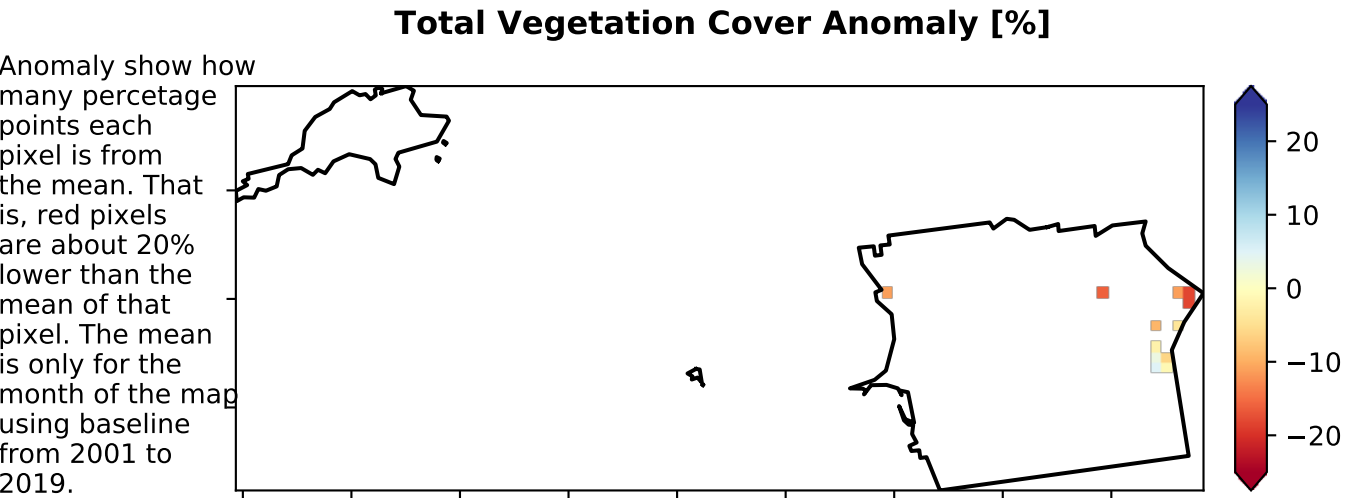 Total Vegetation Cover Anomaly [%]
Anomaly show how
many percetage
points each
pixel is from
the mean. That
is, red pixels
are about 20%
lower than the
mean of that
pixel. The mean
is only for the
month of the map
using baseline
from 2001 to
2019.
20
10
0
−10
−20